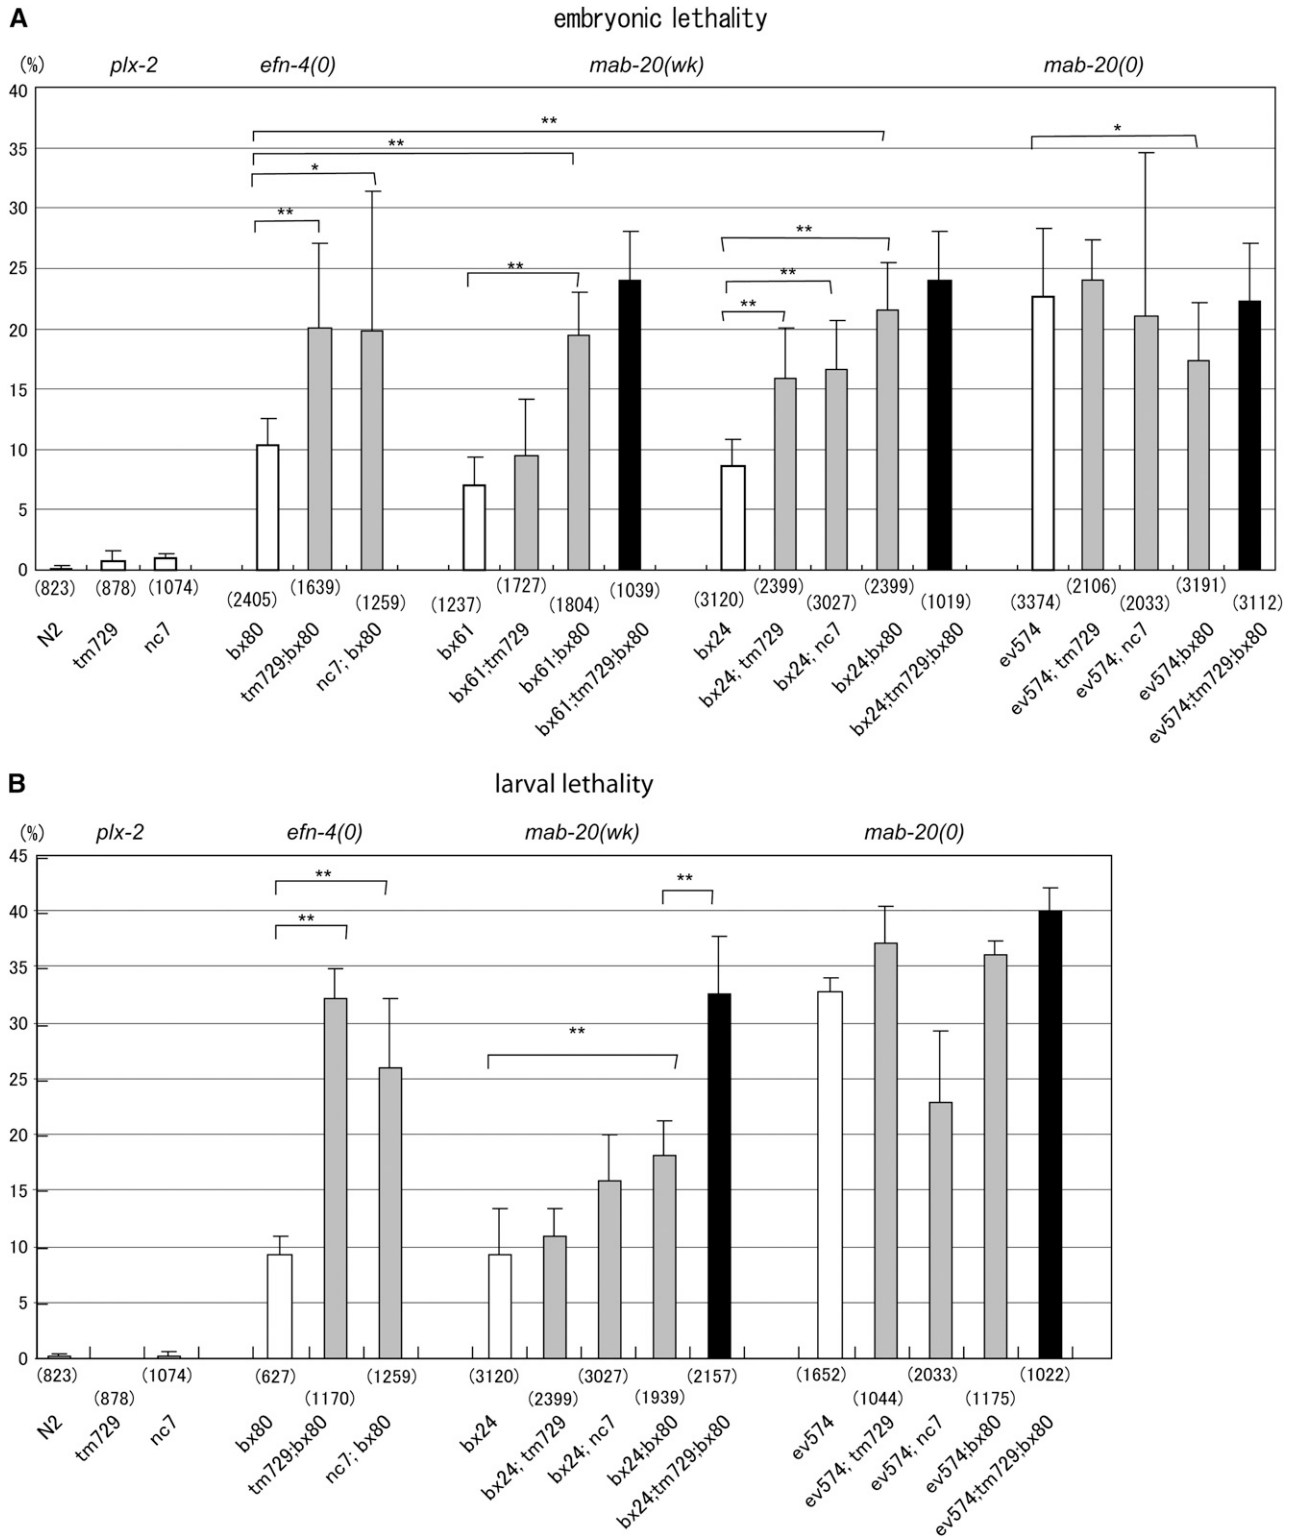 A
embryonic lethality
(%) plx-2 efn-4(0) mab-20(wk) mab-20(0)
40
** 
35 ** *
*
30
** ** **
25 ** **
**
20
15
10
5
0
(823) (878) (1074) (1639) (1727) (1039) (2399) (2399) (2106) (3191)
(2405) (1259) (1237) (1804) (3120) (3027) (1019) (3374) (2033) (3112)
N2 tm729 nc7 bx80 tm729;bx80 nc7; bx80 bx61 bx61;tm729 bx61;bx80 bx61;tm729;bx80 bx24 bx24; tm729 bx24; nc7 bx24;bx80 bx24;tm729;bx80 ev574 ev574; tm729 ev574; nc7 ev574;bx80 ev574;tm729;bx80
B
larval lethality
(%) plx-2 efn-4(0) mab-20(wk) mab-20(0)
45
** **
40
**
35
30
**
25
20
15
10
5
0
(823) (1074) (627) (1259) (3120) (3027) (2157) (1652) (2033) (1022)
(878) (1170) (2399) (1939) (1044) (1175)
N2 tm729 nc7 bx80 tm729;bx80 nc7; bx80 bx24 bx24; tm729 bx24; nc7 bx24;bx80 bx24;tm729;bx80 ev574 ev574; tm729 ev574; nc7 ev574;bx80 ev574;tm729;bx80